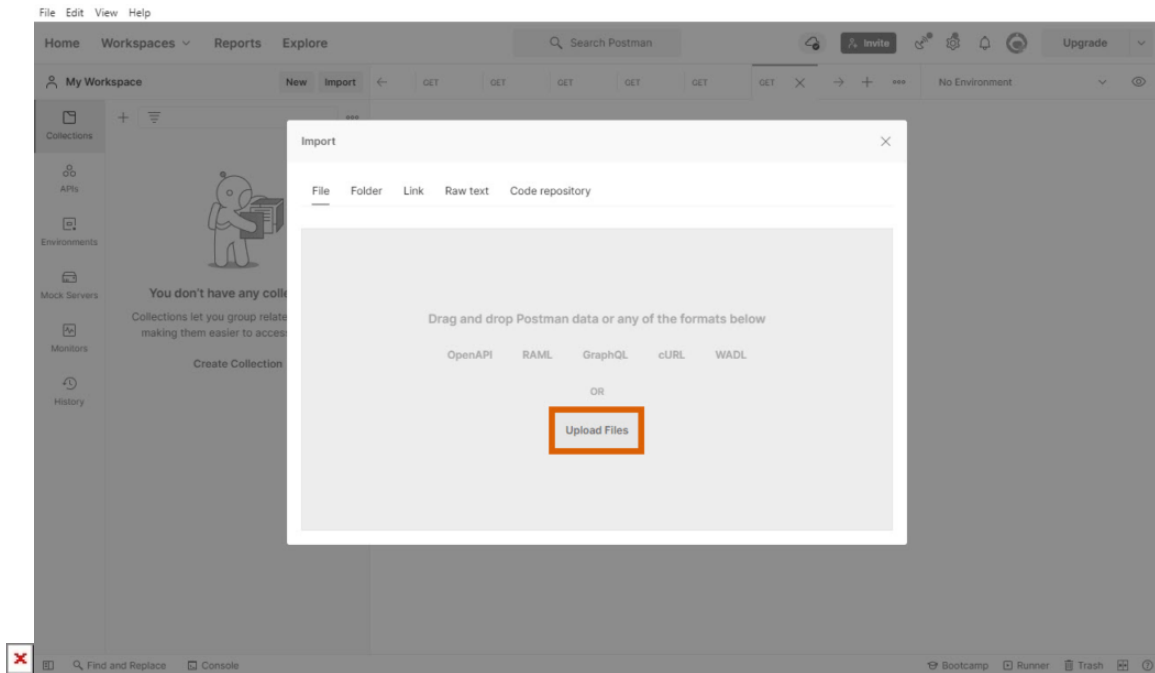 File Edit View Help
Home Workspaces Reports Explore Search Postman Invite Upgrade
My Workspace New Import GET GET GET GET GET GET No Environment
Collections
APIs
Environments
Mock Servers
Monitors
History
You don't have any colle
Collections let you group relate
making them easier to acces
Create Collection
Import
File Folder Link Raw text Code repository
Drag and drop Postman data or any of the formats below
OpenAPI RAML GraphQL cURL WADL
OR
Upload Files
Find and Replace Console Bootcamp Runner Trash